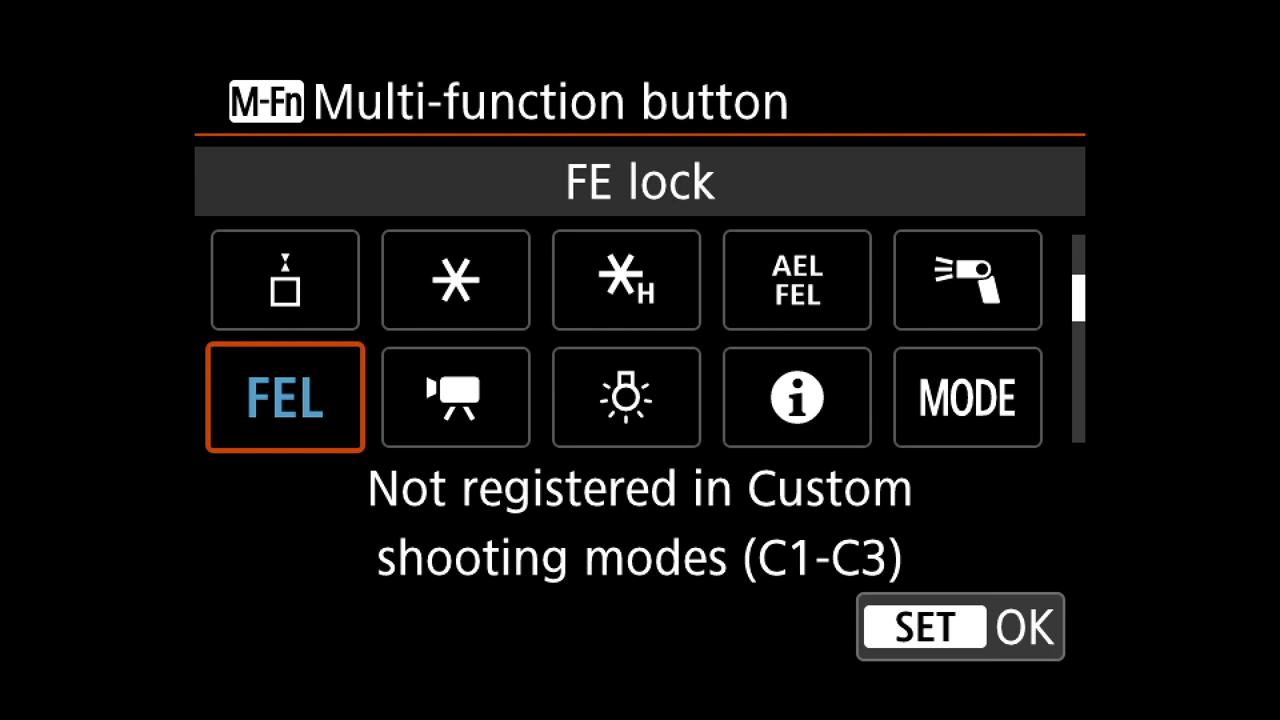 M-Fn Multi-function button
FE lock
H
AEL
FEL
FEL
i
MODE
Not registered in Custom
shooting modes (C1-C3)
SET OK